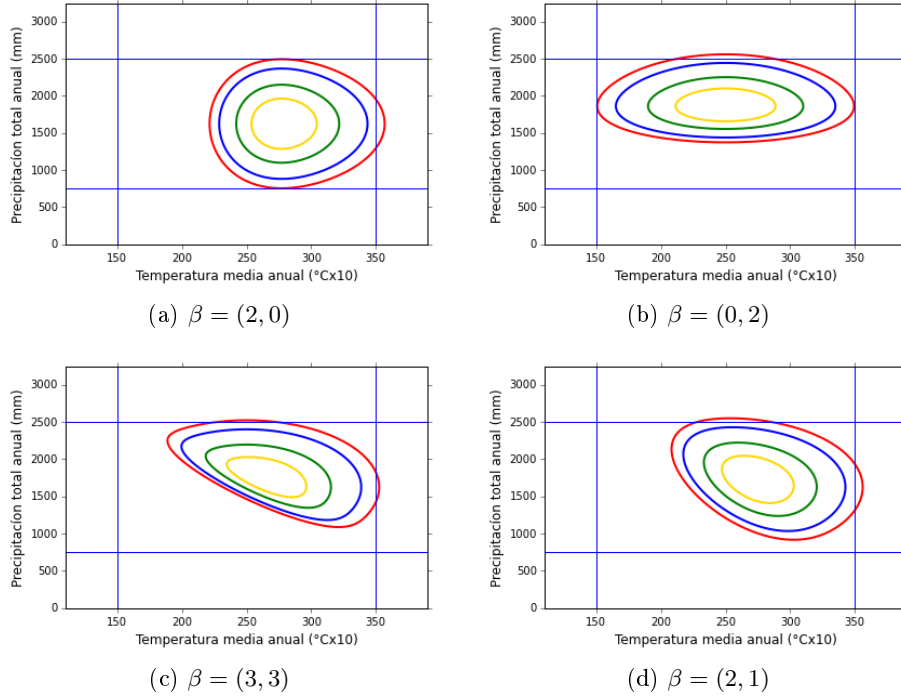 3000
2500
2000
1500
1000
500
0
Precipitacíon total anual (mm)
150 200 250 300 350
Temperatura media anual (°Cx10)
(a) β = (2, 0)
3000
2500
2000
1500
1000
500
0
Precipitacíon total anual (mm)
150 200 250 300 350
Temperatura media anual (°Cx10)
(b) β = (0, 2)
3000
2500
2000
1500
1000
500
0
Precipitacíon total anual (mm)
150 200 250 300 350
Temperatura media anual (°Cx10)
(c) β = (3, 3)
3000
2500
2000
1500
1000
500
0
Precipitacíon total anual (mm)
150 200 250 300 350
Temperatura media anual (°Cx10)
(d) β = (2, 1)